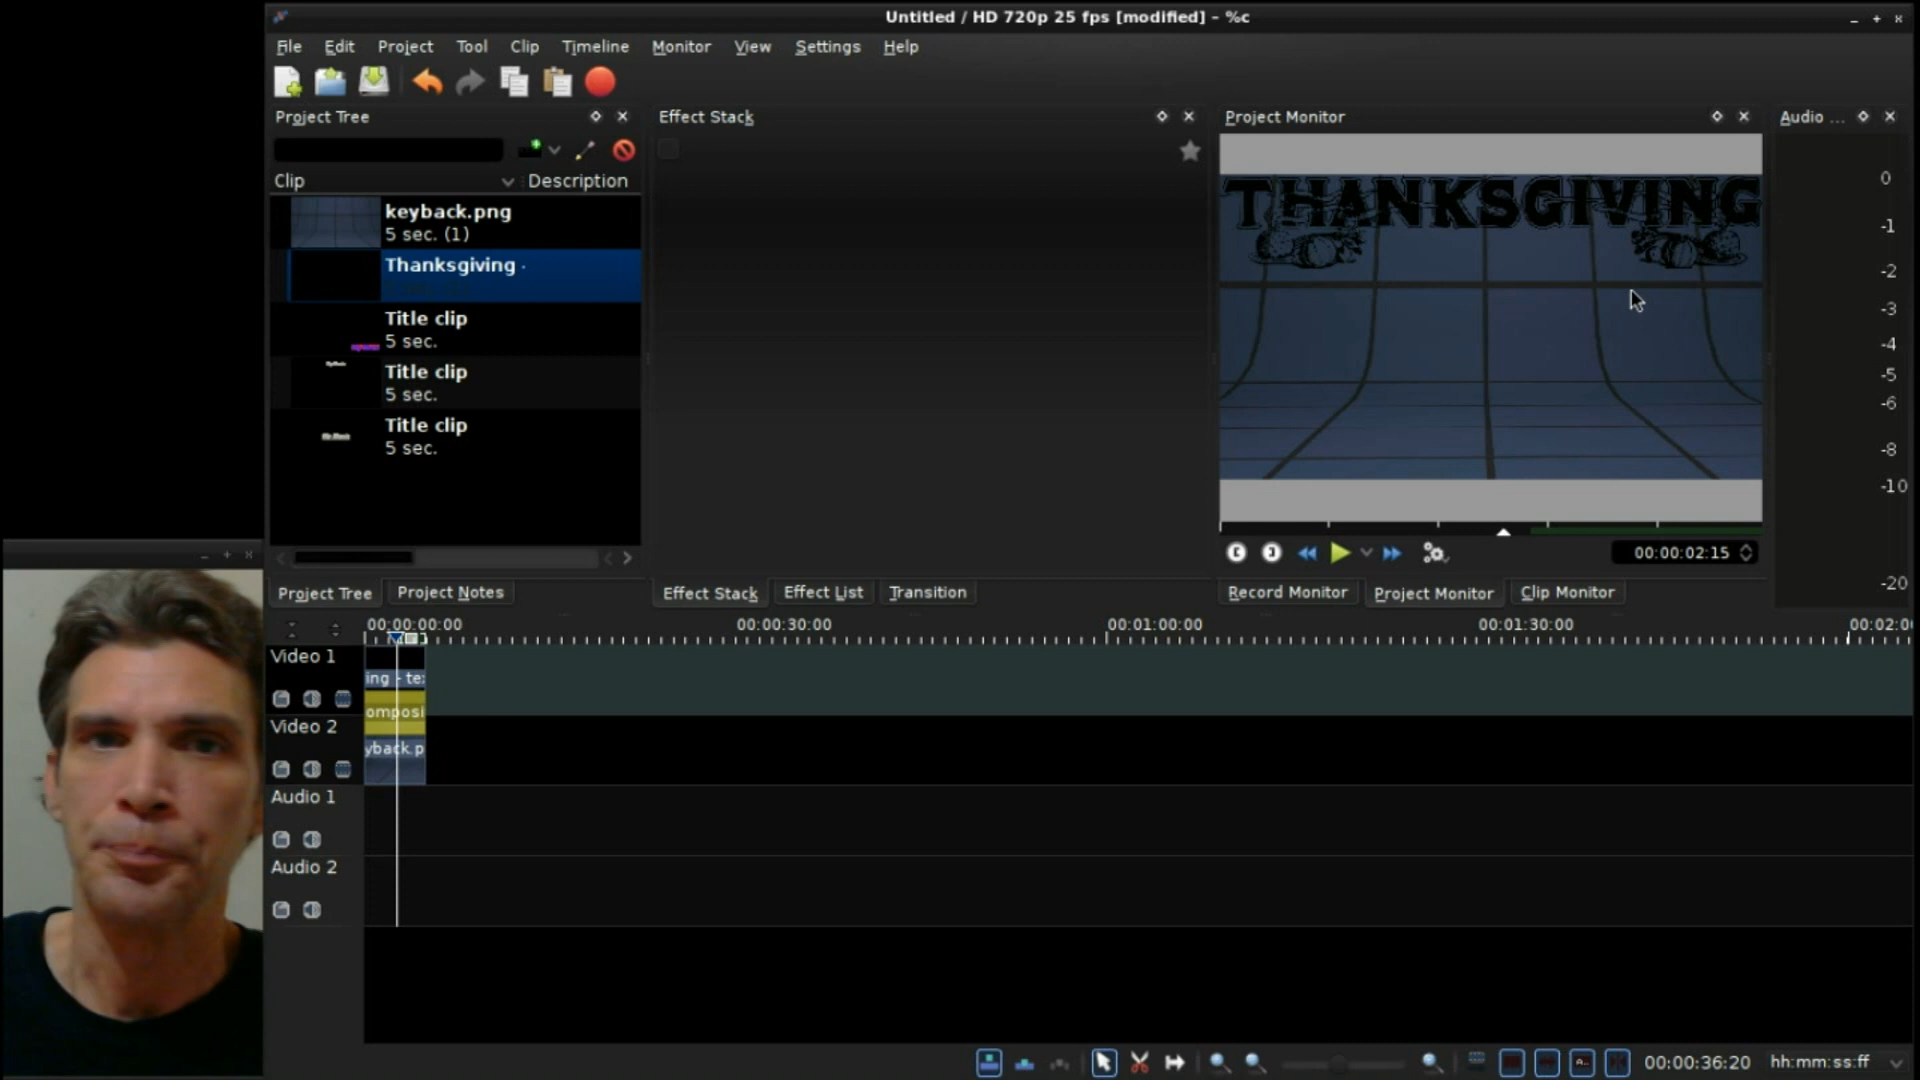 Untitled / HD 720p 25 fps [modified] – %c
File Edit Project Tool Clip Timeline Monitor View Settings Help
Project Tree
Effect Stack
Project Monitor
Audio ...
Clip
Description
keyback.png
5 sec. (1)
Thanksgiving -
Title clip
5 sec.
Title clip
5 sec.
Title clip
5 sec.
THANKSGIVING
0
-1
-2
-3
-4
-5
-6
-8
-10
-20
00:00:02:15
Project Tree Project Notes
Effect Stack Effect List Transition
Record Monitor Project Monitor Clip Monitor
00:00:00:00 00:00:30:00 00:01:00:00 00:01:30:00 00:02:0
Video 1
ing - te
omposi
Video 2
yback.p
Audio 1
Audio 2
00:00:36:20 hh:mm:ss:ff